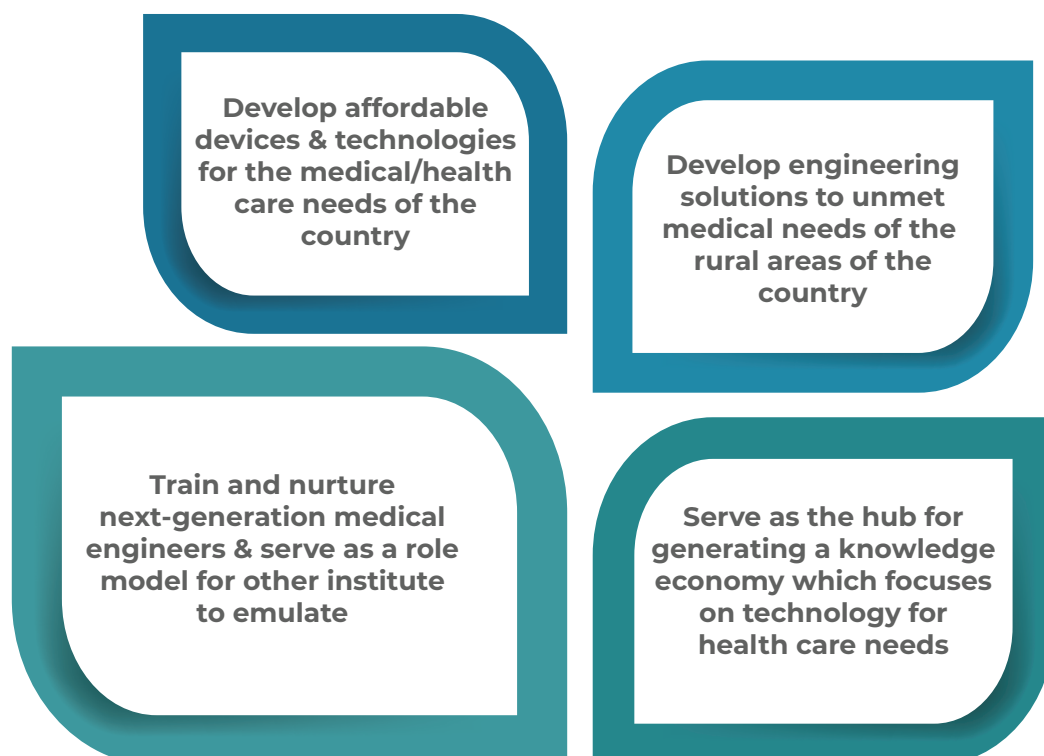 Develop affordable
devices & technologies
for the medical/health
care needs of the
country
Develop engineering
solutions to unmet
medical needs of the
rural areas of the
country
Train and nurture
next-generation medical
engineers & serve as a role
model for other institute
to emulate
Serve as the hub for
generating a knowledge
economy which focuses
on technology for
health care needs